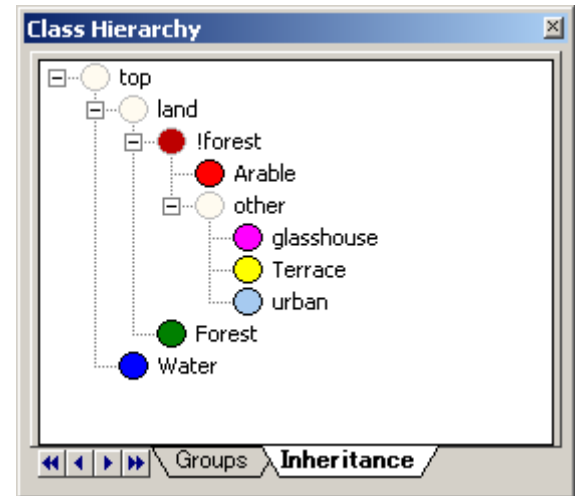 Class Hierarchy
top
land
!forest
Arable
other
glasshouse
Terrace
urban
Forest
Water
Groups Inheritance